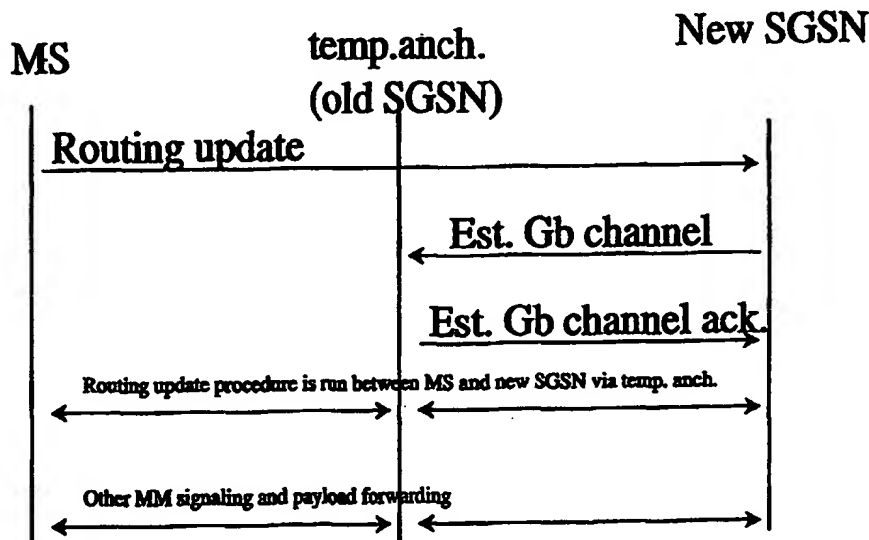 MS
temp.anch.
(old SGSN)
New SGSN
Routing update
Est. Gb channel
Est. Gb channel ack.
Routing update procedure is run between MS and new SGSN via temp. anch.
Other MM signaling and payload forwarding